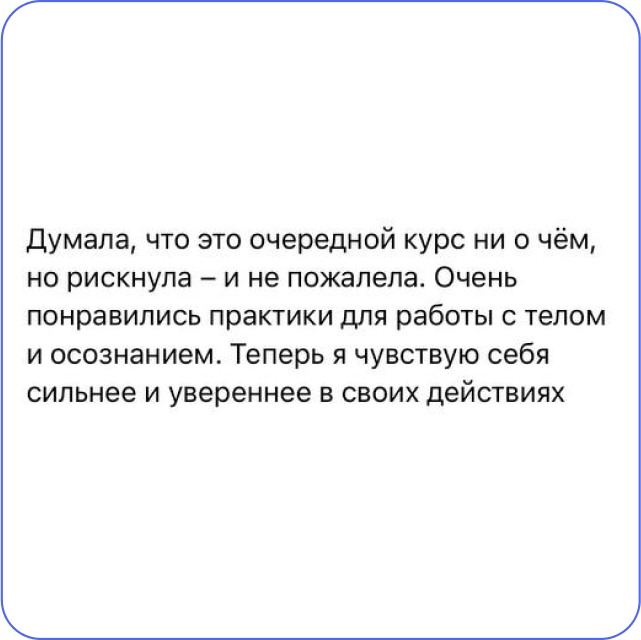 Думала, что это очередной курс ни о чём,
но рискнула – и не пожалела. Очень
понравились практики для работы с телом
и осознанием. Теперь я чувствую себя
сильнее и увереннее в своих действиях